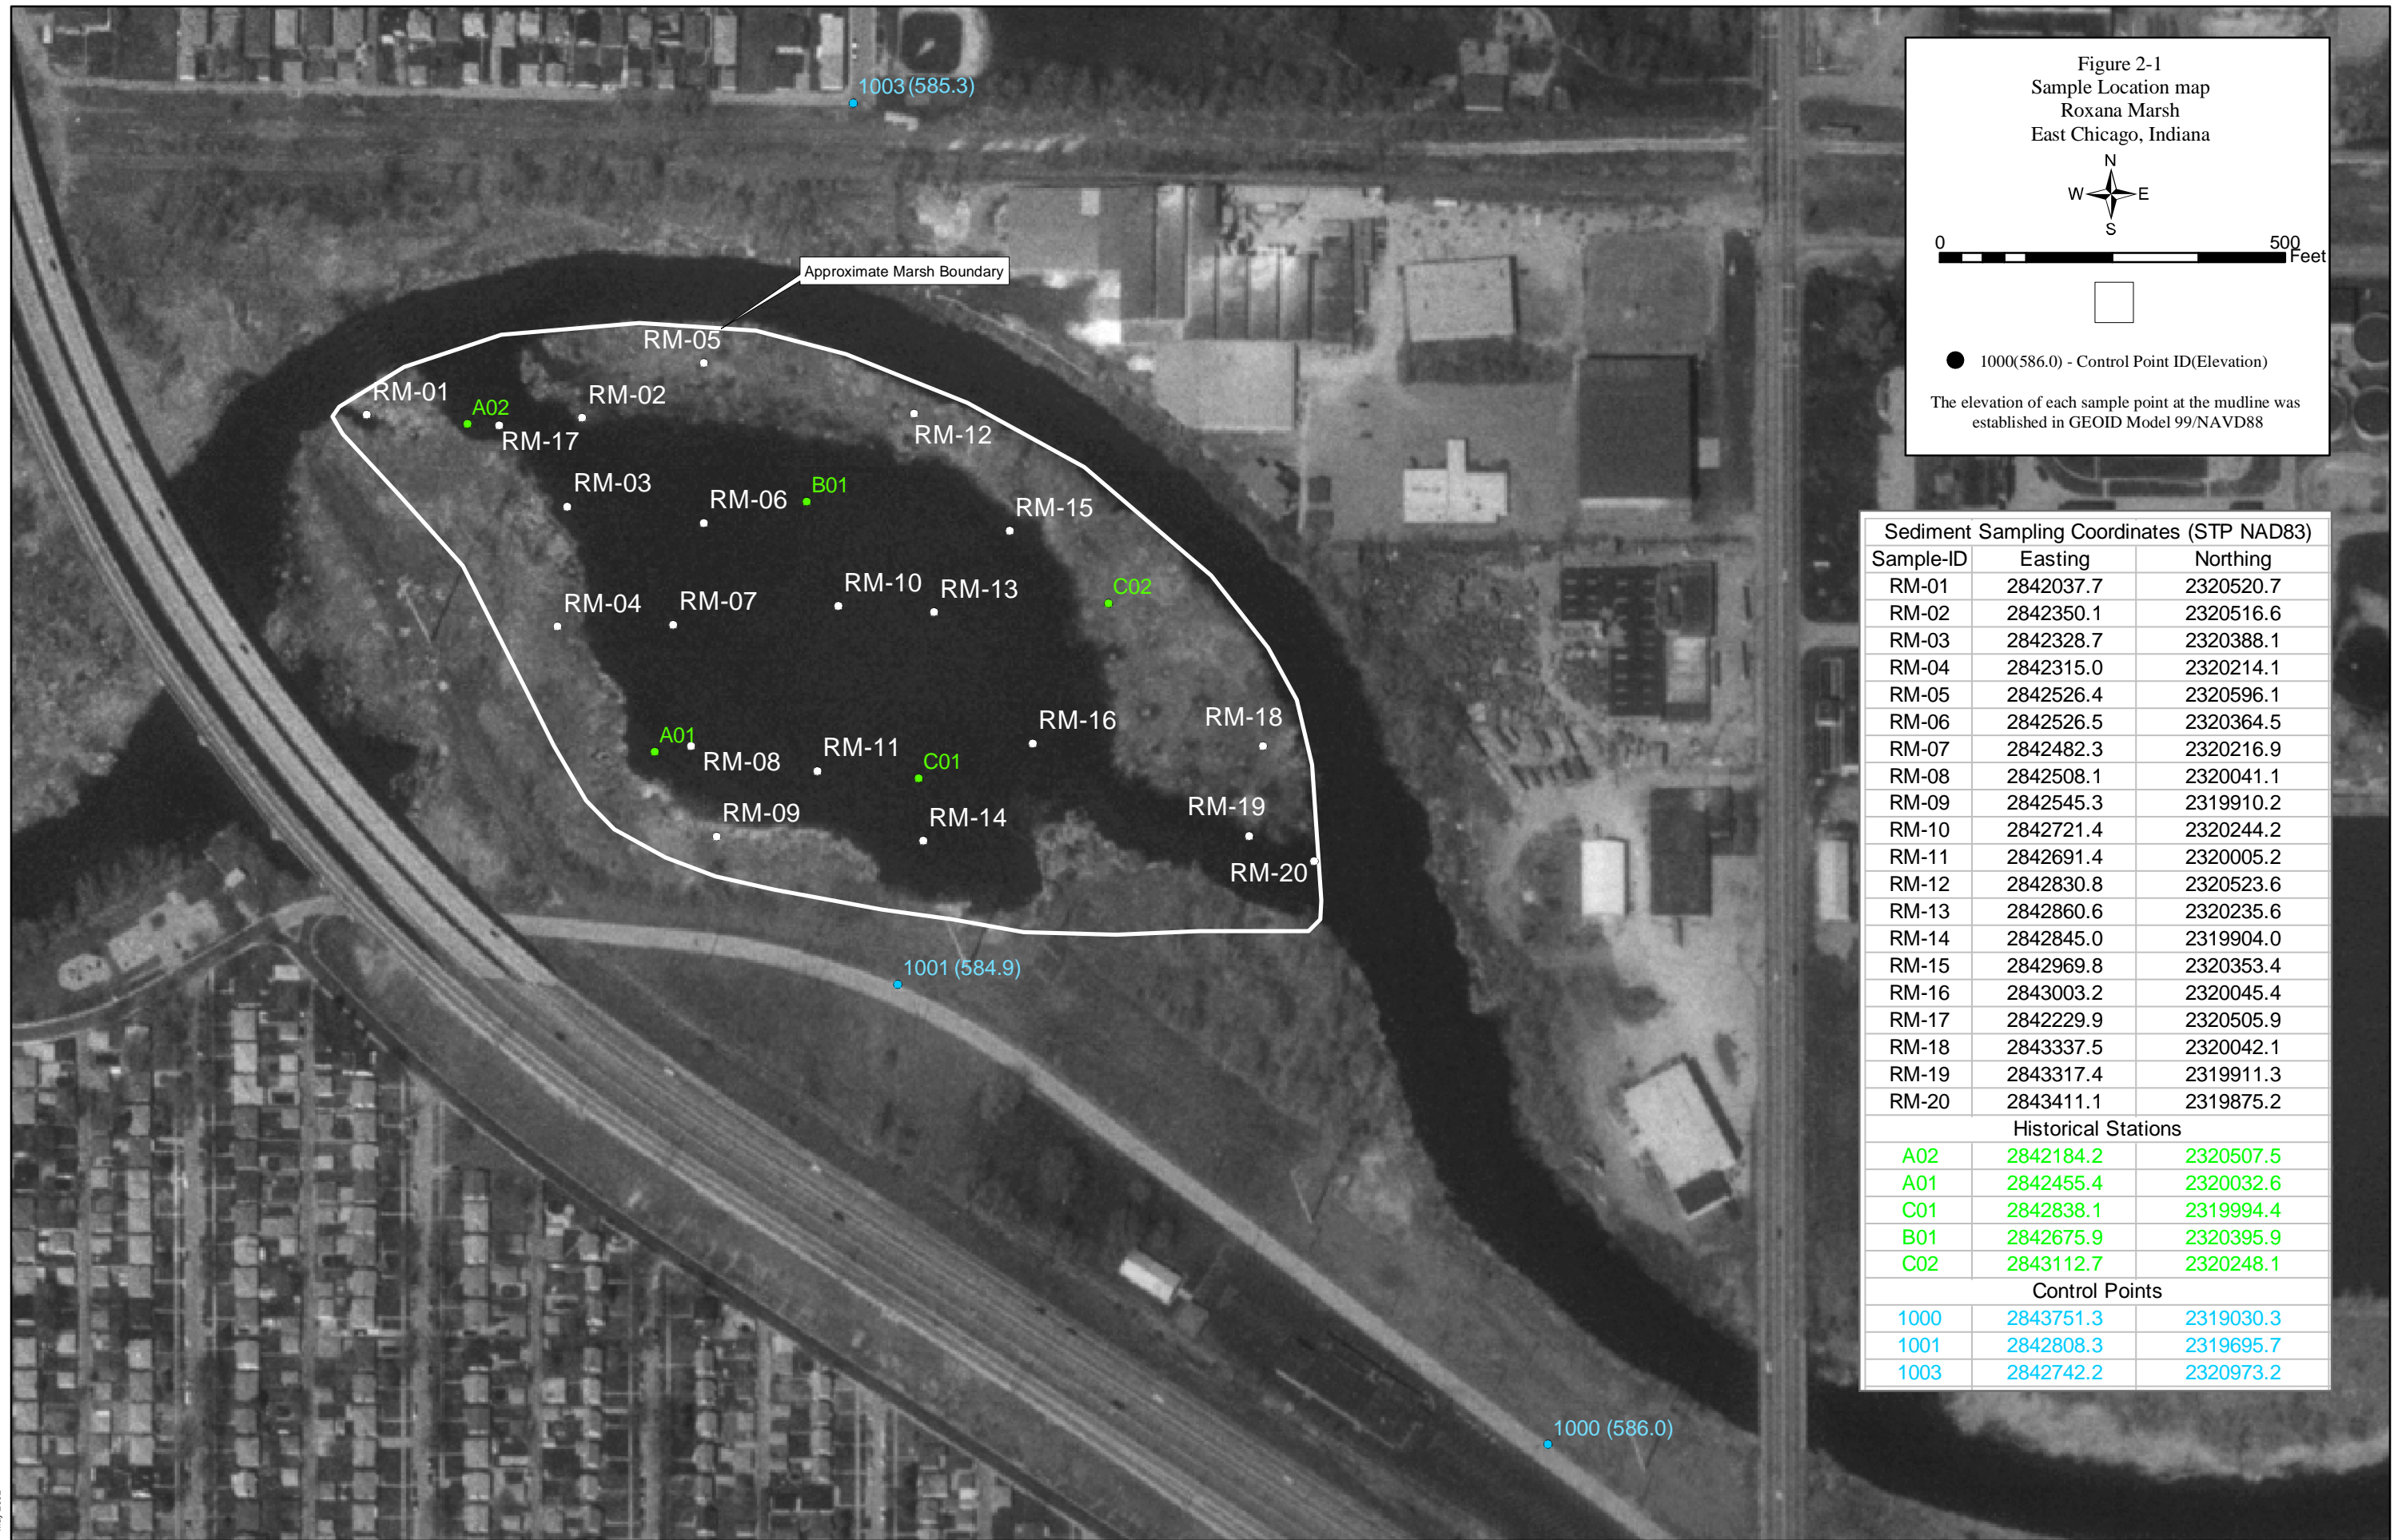 1003 (585.3)
Approximate Marsh Boundary
RM-05
RM-01
RM-02
A02
RM-17
RM-12
RM-03
B01
RM-06
RM-15
RM-10
RM-13
C02
RM-04
RM-07
RM-16
RM-18
A01
RM-11
RM-08
C01
RM-19
RM-09
RM-14
RM-20
1001 (584.9)
1000 (586.0)
Figure 2-1
Sample Location map
Roxana Marsh
East Chicago, Indiana
N
W E
S
0 500
Feet
1000(586.0) - Control Point ID(Elevation)
The elevation of each sample point at the mudline was
established in GEOID Model 99/NAVD88
Sediment Sampling Coordinates (STP NAD83)
Sample-ID Easting Northing
RM-01 2842037.7 2320520.7
RM-02 2842350.1 2320516.6
RM-03 2842328.7 2320388.1
RM-04 2842315.0 2320214.1
RM-05 2842526.4 2320596.1
RM-06 2842526.5 2320364.5
RM-07 2842482.3 2320216.9
RM-08 2842508.1 2320041.1
RM-09 2842545.3 2319910.2
RM-10 2842721.4 2320244.2
RM-11 2842691.4 2320005.2
RM-12 2842830.8 2320523.6
RM-13 2842860.6 2320235.6
RM-14 2842845.0 2319904.0
RM-15 2842969.8 2320353.4
RM-16 2843003.2 2320045.4
RM-17 2842229.9 2320505.9
RM-18 2843337.5 2320042.1
RM-19 2843317.4 2319911.3
RM-20 2843411.1 2319875.2
Historical Stations
A02 2842184.2 2320507.5
A01 2842455.4 2320032.6
C01 2842838.1 2319994.4
B01 2842675.9 2320395.9
C02 2843112.7 2320248.1
Control Points
1000 2843751.3 2319030.3
1001 2842808.3 2319695.7
1003 2842742.2 2320973.2